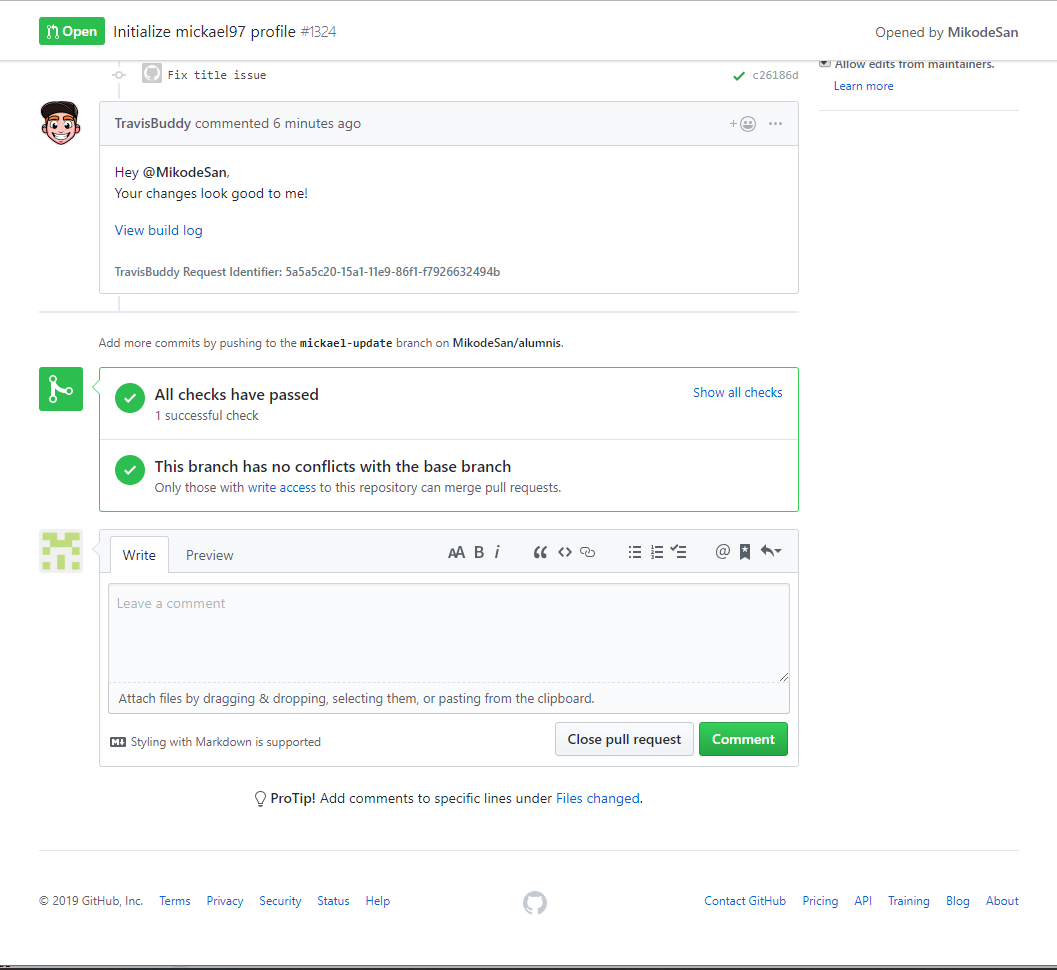 Open Initialize mickael97 profile #1324
Opened by MikodeSan
Fix title issue c26186d
Allow edits from maintainers.
Learn more
TravisBuddy commented 6 minutes ago
Hey @MikodeSan,
Your changes look good to me!
View build log
TravisBuddy Request Identifier: 5a5a5c20-15a1-11e9-86f1-f7926632494b
Add more commits by pushing to the mickael-update branch on MikodeSan/alumnis.
All checks have passed
Show all checks
1 successful check
This branch has no conflicts with the base branch
Only those with write access to this repository can merge pull requests.
Write Preview AA B i
Leave a comment
Attach files by dragging & dropping, selecting them, or pasting from the clipboard.
Styling with Markdown is supported
Close pull request Comment
ProTip! Add comments to specific lines under Files changed.
© 2019 GitHub, Inc. Terms Privacy Security Status Help
Contact GitHub Pricing API Training Blog About